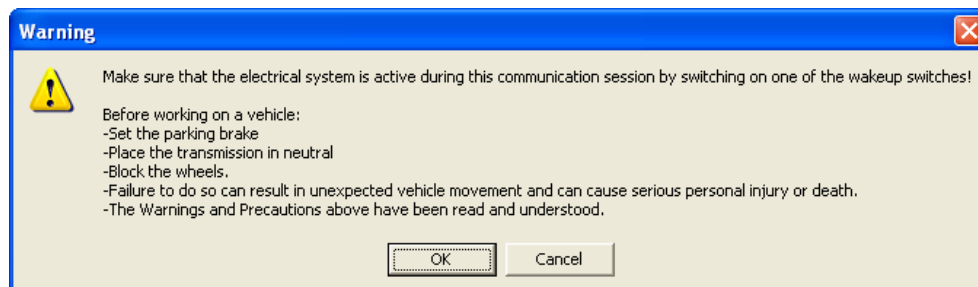 Warning
Make sure that the electrical system is active during this communication session by switching on one of the wakeup switches!
Before working on a vehicle:
-Set the parking brake
-Place the transmission in neutral
-Block the wheels.
-Failure to do so can result in unexpected vehicle movement and can cause serious personal injury or death.
-The Warnings and Precautions above have been read and understood.
OK
Cancel